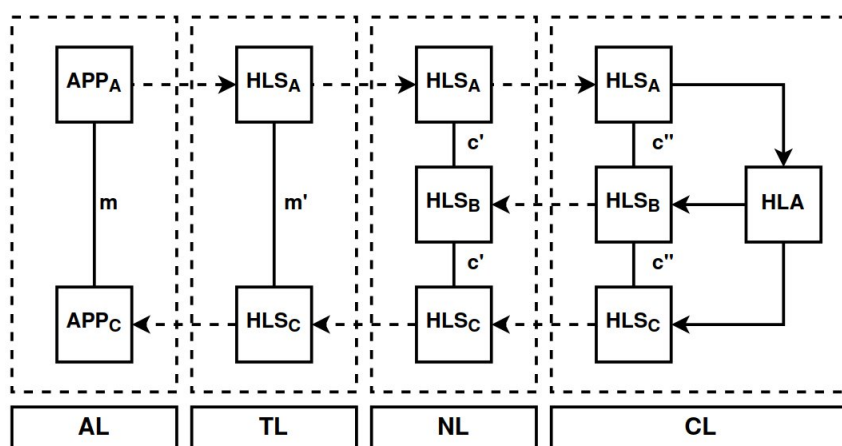 APP_A HLS_A HLS_A HLS_A
c' c''
m m' HLS_B HLS_B HLA
c' c''
APP_C HLS_C HLS_C HLS_C
AL TL NL CL